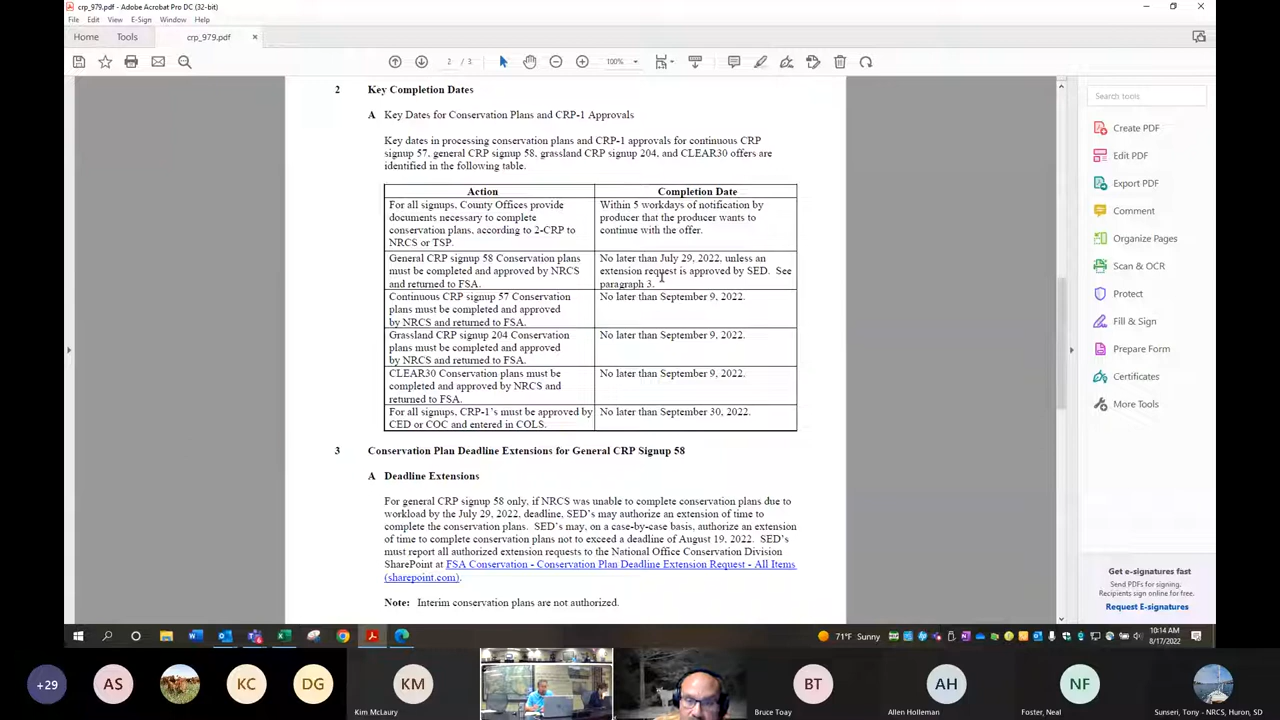 crp_979.pdf - Adobe Acrobat Pro DC (32-bit)
File Edit View E-Sign Window Help
Home Tools crp_979.pdf ×
2 / 3 100%
2 Key Completion Dates
A Key Dates for Conservation Plans and CRP-1 Approvals
Key dates in processing conservation plans and CRP-1 approvals for continuous CRP
signup 57, general CRP signup 58, grassland CRP signup 204, and CLEAR30 offers are
identified in the following table.
Action Completion Date
For all signups, County Offices provide
documents necessary to complete
conservation plans, according to 2-CRP to
NRCS or TSP.
Within 5 workdays of notification by
producer that the producer wants to
continue with the offer.
General CRP signup 58 Conservation plans
must be completed and approved by NRCS
and returned to FSA.
No later than July 29, 2022, unless an
extension request is approved by SED. See
paragraph 3.
Continuous CRP signup 57 Conservation
plans must be completed and approved
by NRCS and returned to FSA.
No later than September 9, 2022.
Grassland CRP signup 204 Conservation
plans must be completed and approved
by NRCS and returned to FSA.
No later than September 9, 2022.
CLEAR30 Conservation plans must be
completed and approved by NRCS and
returned to FSA.
No later than September 9, 2022.
For all signups, CRP-1's must be approved by
CED or COC and entered in COLS.
No later than September 30, 2022.
3 Conservation Plan Deadline Extensions for General CRP Signup 58
A Deadline Extensions
For general CRP signup 58 only, if NRCS was unable to complete conservation plans due to
workload by the July 29, 2022, deadline, SED's may authorize an extension of time to
complete the conservation plans. SED's may, on a case-by-case basis, authorize an extension
of time to complete conservation plans not to exceed a deadline of August 19, 2022. SED's
must report all authorized extension requests to the National Office Conservation Division
SharePoint at FSA Conservation - Conservation Plan Deadline Extension Request - All Items
(sharepoint.com).
Note: Interim conservation plans are not authorized.
Search tools
Create PDF
Edit PDF
Export PDF
Comment
Organize Pages
Scan & OCR
Protect
Fill & Sign
Prepare Form
Certificates
More Tools
Get e-signatures fast
Send PDFs for signing.
Recipients sign online for free.
Request E-signatures
71°F Sunny
10:14 AM
8/17/2022
+29 AS KC DG KM BT AH NF
Kim McLaury Bruce Toay Allen Holleman Foster, Neal Sunseri, Tony - NRCS, Huron, SD